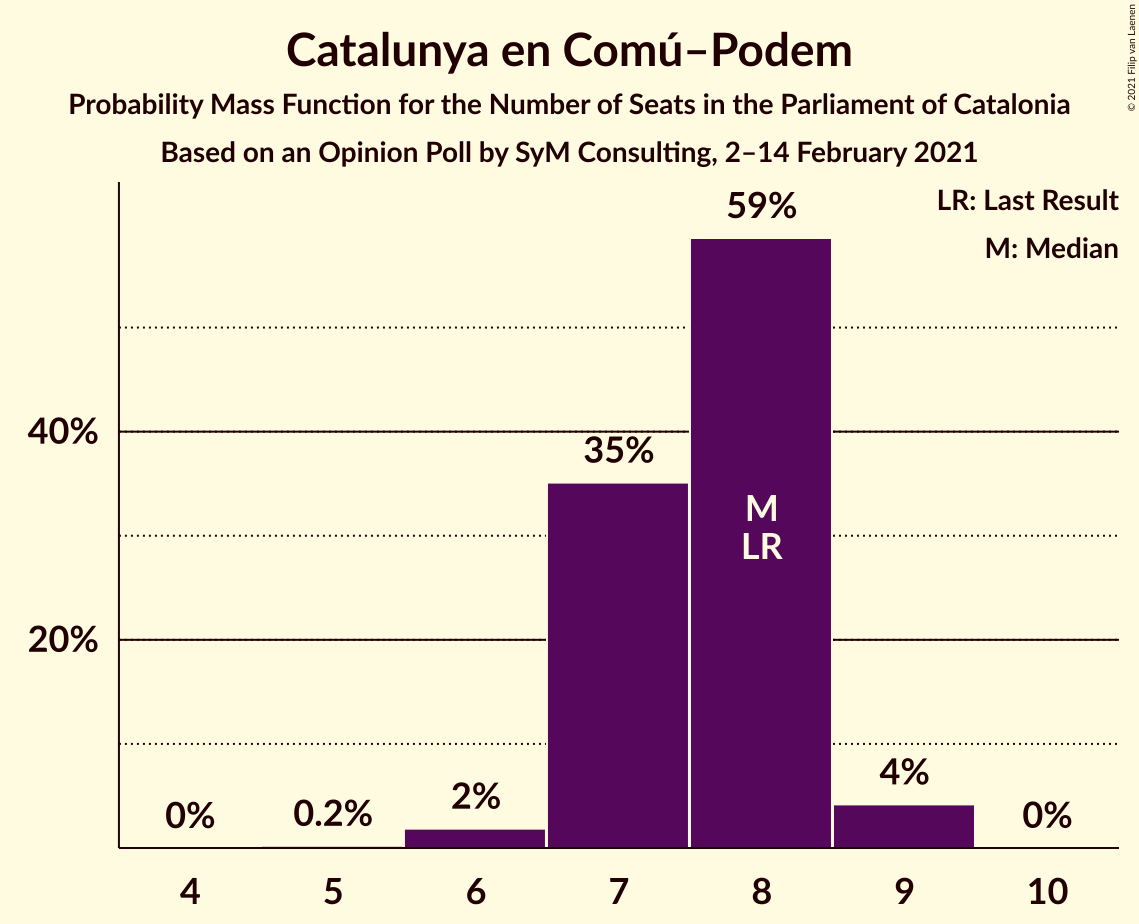 Catalunya en Comú–Podem
Probability Mass Function for the Number of Seats in the Parliament of Catalonia
Based on an Opinion Poll by SyM Consulting, 2–14 February 2021
© 2021 Filip van Laenen
LR: Last Result
M: Median
59%
40%
35%
M
LR
20%
0%
0.2%
2%
4%
0%
4
5
6
7
8
9
10